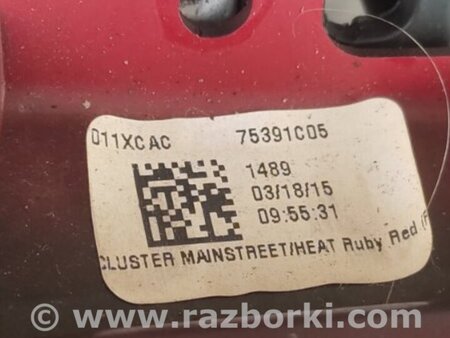 011XCAC 75391C05
1489
03/18/15
09:55:31
CLUSTER MAINSTREET/HEAT Ruby Red
www.razborki.com